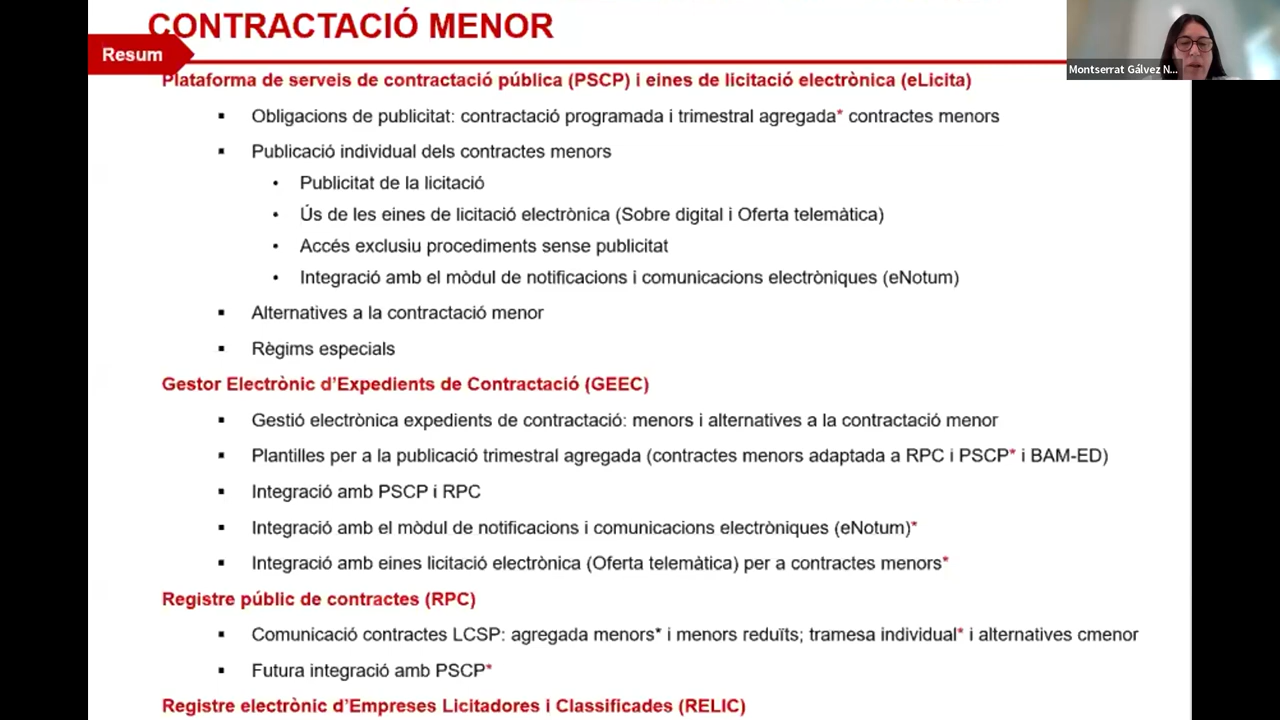 CONTRACTACIÓ MENOR
Resum
Montserrat Gálvez N...
Plataforma de serveis de contractació pública (PSCP) i eines de licitació electrònica (eLicita)
▪ Obligacions de publicitat: contractació programada i trimestral agregada* contractes menors
▪ Publicació individual dels contractes menors
• Publicitat de la licitació
• Ús de les eines de licitació electrònica (Sobre digital i Oferta telemàtica)
• Accés exclusiu procediments sense publicitat
• Integració amb el mòdul de notificacions i comunicacions electròniques (eNotum)
▪ Alternatives a la contractació menor
▪ Règims especials
Gestor Electrònic d’Expedients de Contractació (GEEC)
▪ Gestió electrònica expedients de contractació: menors i alternatives a la contractació menor
▪ Plantilles per a la publicació trimestral agregada (contractes menors adaptada a RPC i PSCP* i BAM-ED)
▪ Integració amb PSCP i RPC
▪ Integració amb el mòdul de notificacions i comunicacions electròniques (eNotum)*
▪ Integració amb eines licitació electrònica (Oferta telemàtica) per a contractes menors*
Registre públic de contractes (RPC)
▪ Comunicació contractes LCSP: agregada menors* i menors reduïts; tramesa individual* i alternatives cmenor
▪ Futura integració amb PSCP*
Registre electrònic d’Empreses Licitadores i Classificades (RELIC)